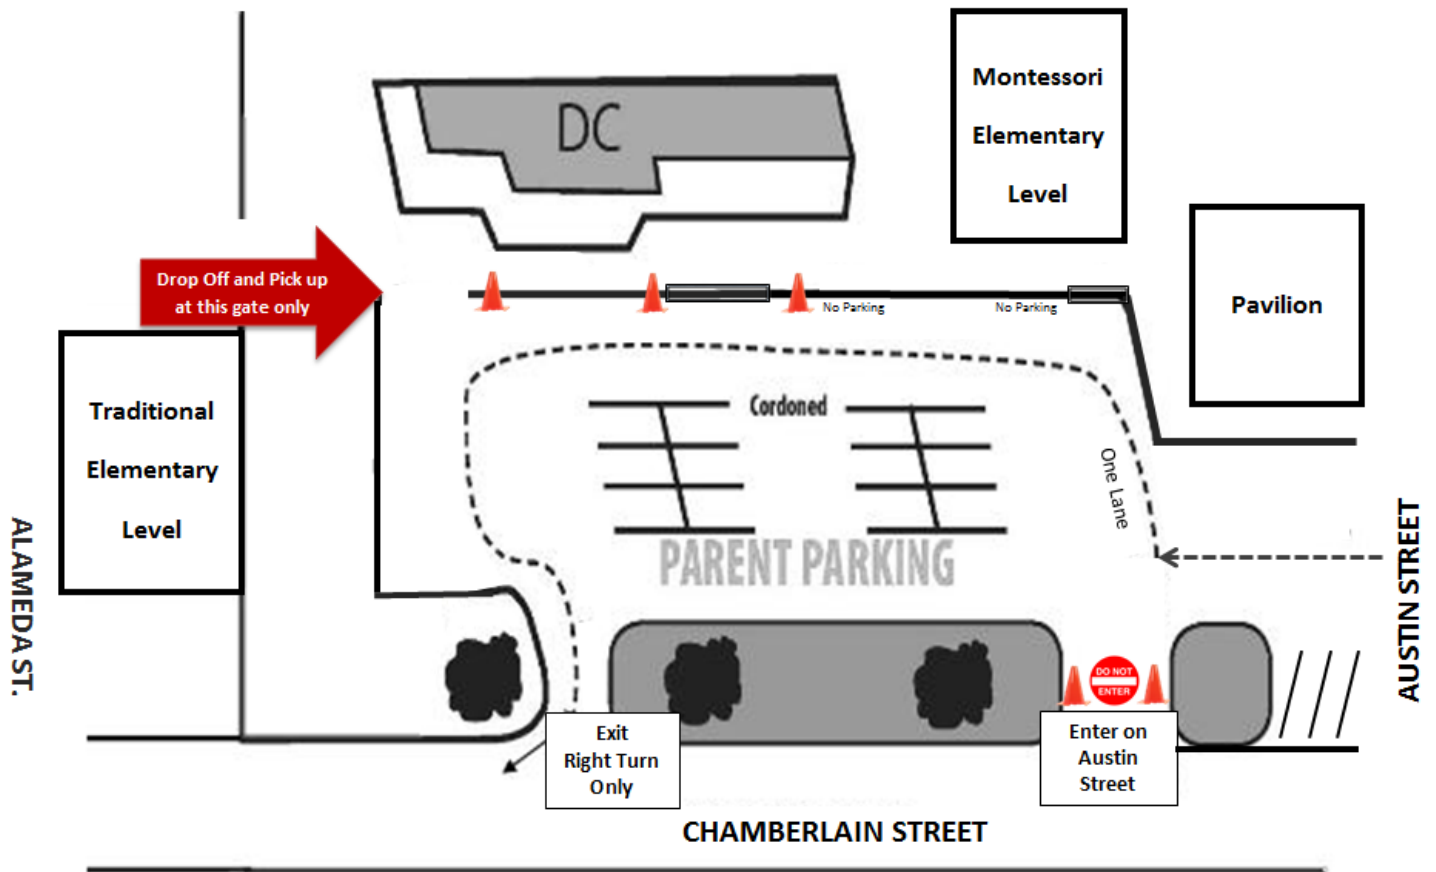 Montessori
Elementary
Level
DC
Pavilion
Drop Off and Pick up
at this gate only
No Parking
No Parking
Traditional
Elementary
Level
Cordoned
One Lane
PARENT PARKING
ALAMEDA ST.
AUSTIN STREET
DO NOT
ENTER
Exit
Right Turn
Only
Enter on
Austin
Street
CHAMBERLAIN STREET